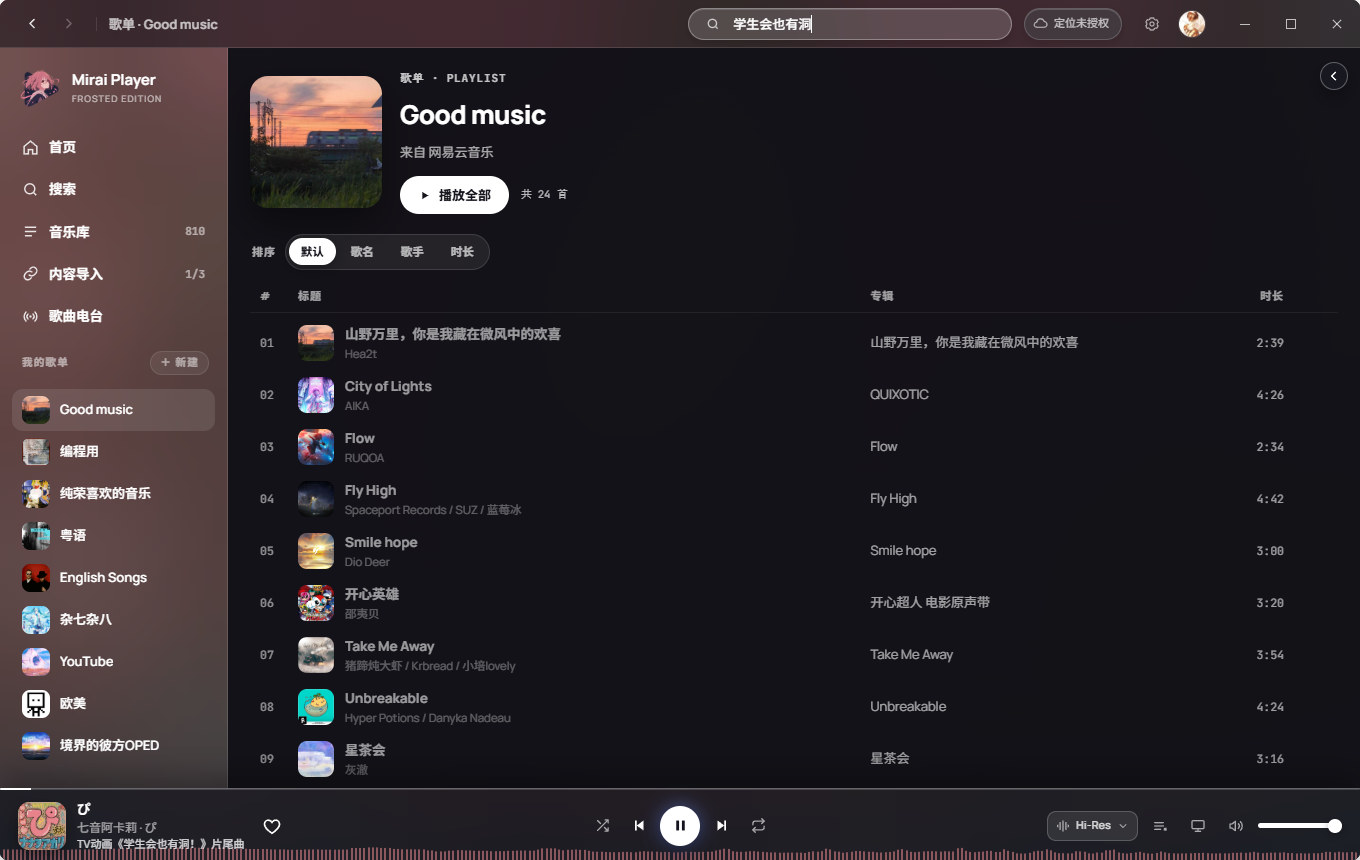 歌单 · Good music
学生会也有洞
定位未授权
Mirai Player
FROSTED EDITION
首页
搜索
音乐库 810
内容导入 1/3
歌曲电台
我的歌单 + 新建
Good music
编程用
纯荣喜欢的音乐
粤语
English Songs
杂七杂八
YouTube
欧美
境界的彼方OPED
歌单 · PLAYLIST
Good music
来自 网易云音乐
播放全部 共 24 首
排序 默认 歌名 歌手 时长
# 标题 专辑 时长
01 山野万里，你是我藏在微风中的欢喜 山野万里，你是我藏在微风中的欢喜 2:39
Hea2t
02 City of Lights QUIXOTIC 4:26
AIKA
03 Flow Flow 2:34
RUQOA
04 Fly High Fly High 4:42
Spaceport Records / SUZ / 蓝莓冰
05 Smile hope Smile hope 3:00
Dio Deer
06 开心英雄 开心超人 电影原声带 3:20
邵夷贝
07 Take Me Away Take Me Away 3:54
猪蹄炖大虾 / Krbread / 小培lovely
08 Unbreakable Unbreakable 4:24
Hyper Potions / Danyka Nadeau
09 星茶会 星茶会 3:16
灰澈
ぴ
七音阿卡莉 · ぴ
TV动画《学生会也有洞！》片尾曲
Hi-Res